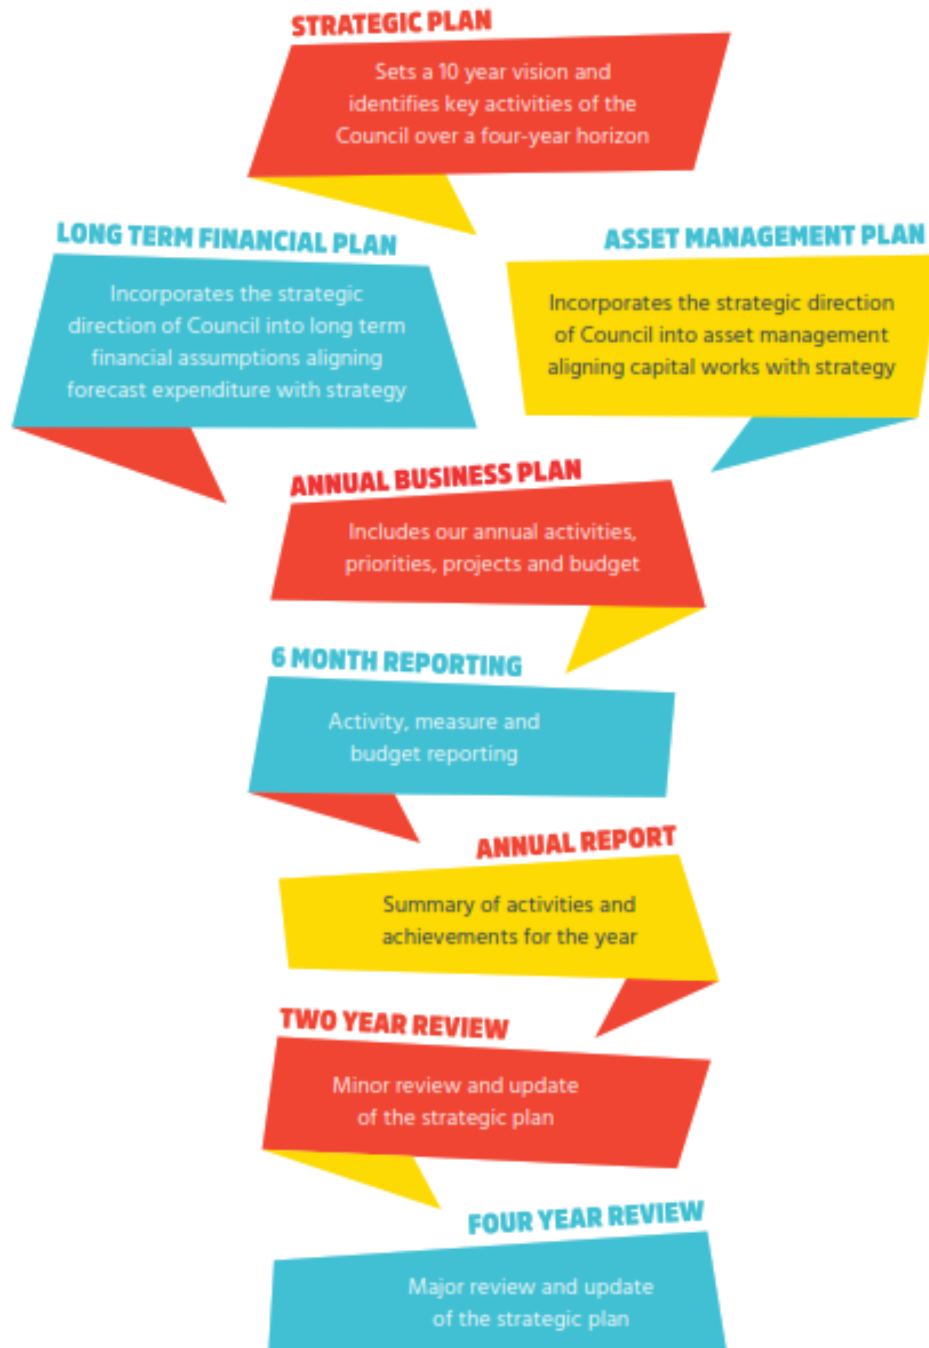 STRATEGIC PLAN
Sets a 10 year vision and
identifies key activities of the
Council over a four-year horizon
LONG TERM FINANCIAL PLAN
Incorporates the strategic
direction of Council into long term
financial assumptions aligning
forecast expenditure with strategy
ASSET MANAGEMENT PLAN
Incorporates the strategic direction
of Council into asset management
aligning capital works with strategy
ANNUAL BUSINESS PLAN
Includes our annual activities,
priorities, projects and budget
6 MONTH REPORTING
Activity, measure and
budget reporting
ANNUAL REPORT
Summary of activities and
achievements for the year
TWO YEAR REVIEW
Minor review and update
of the strategic plan
FOUR YEAR REVIEW
Major review and update
of the strategic plan